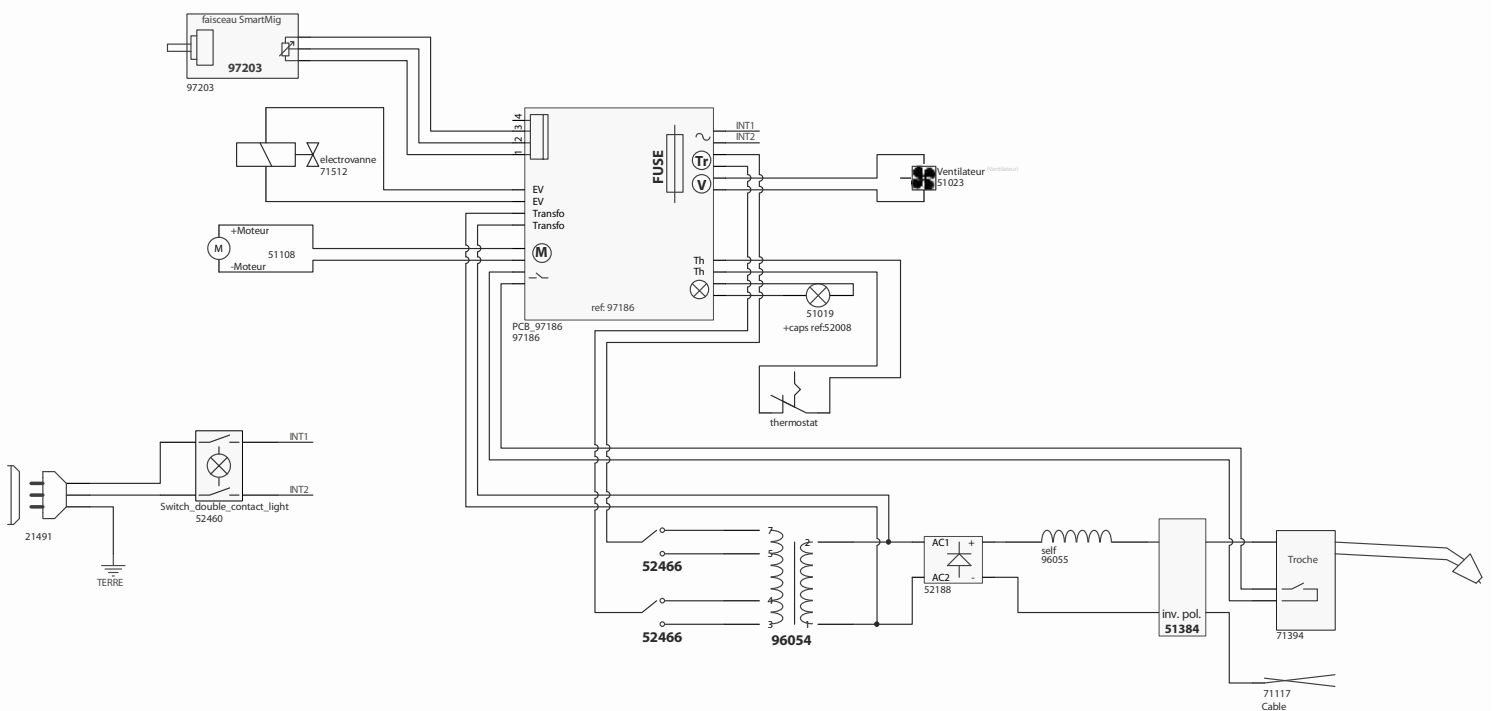 faisceau SmartMig
97203
97203
electrovanne
71512
+Moteur
M
51108
-Moteur
4
3
2
1
EV
EV
Transfo
Transfo
M
FUSE
Tr
V
Th
Th
ref: 97186
PCB_97186
97186
INT1
INT2
Ventilateur
(Ventilateur)
51023
51019
+caps ref:52008
thermostat
INT1
INT2
Switch_double_contact_light
52460
21491
TERRE
52466
52466
7
5
4
3
2
1
96054
AC1 +
AC2 -
52188
self
96055
inv. pol.
51384
Troche
71394
71117
Cable